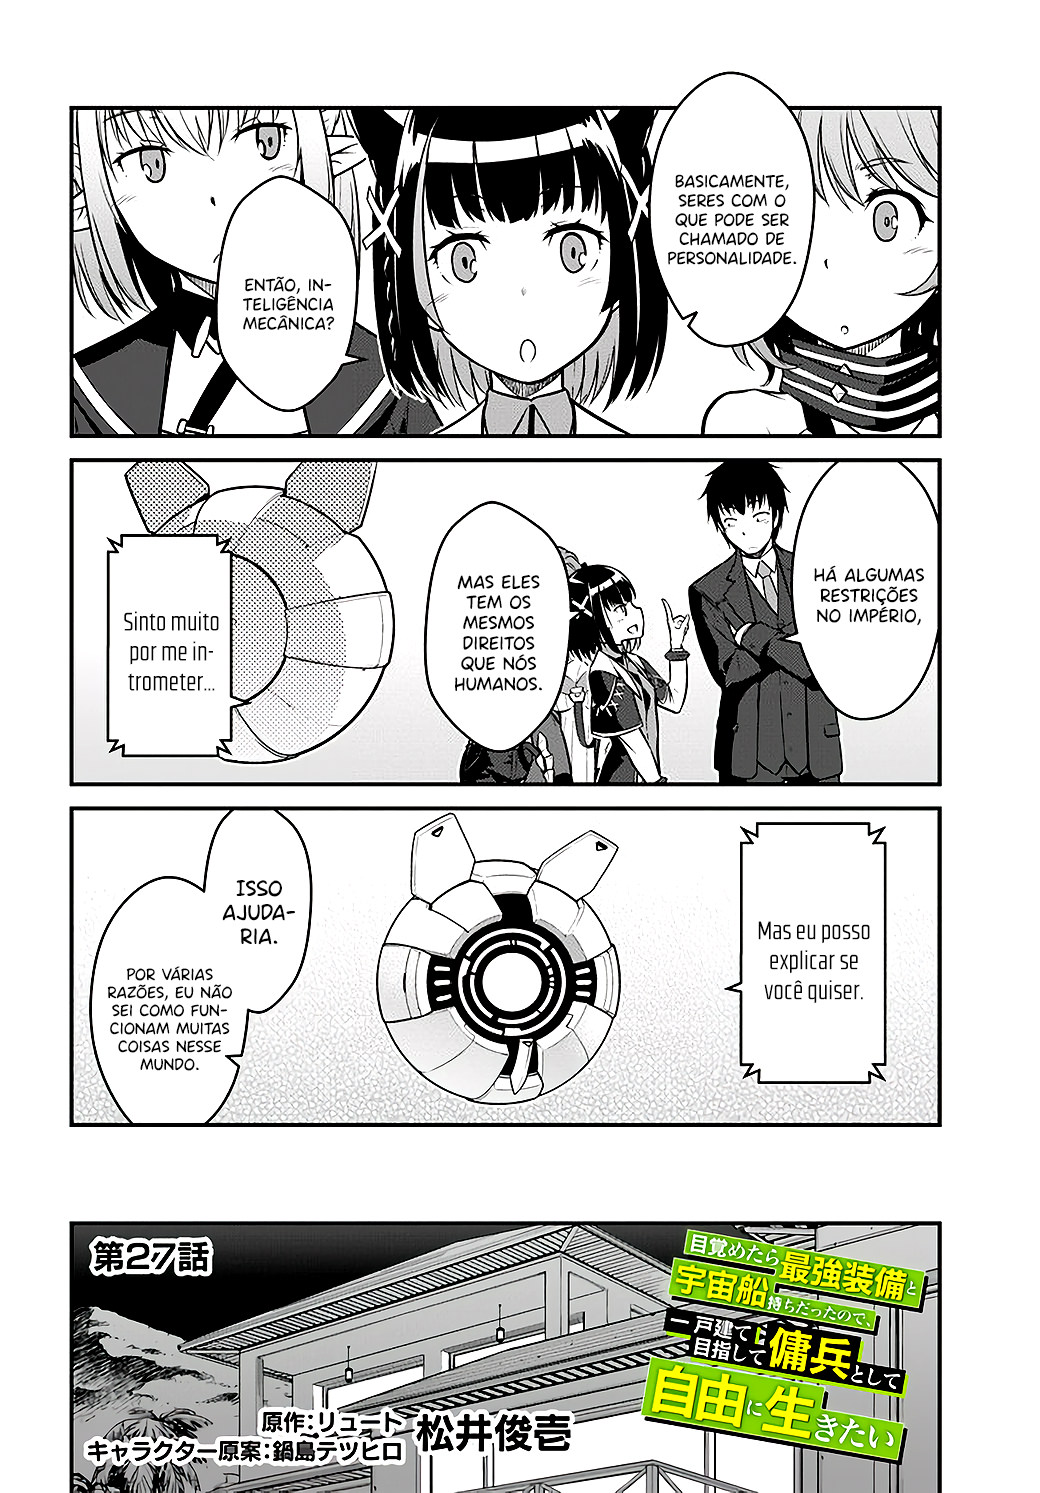 BASICAMENTE,
SERES COM O
QUE PODE SER
CHAMADO DE
PERSONALIDADE.
ENTÃO, IN-
TELIGÊNCIA
MECÂNICA?
HÁ ALGUMAS
RESTRIÇÕES
NO IMPÉRIO,
MAS ELES
TEM OS
MESMOS
DIREITOS
QUE NÓS
HUMANOS.
Sinto muito
por me in-
trometer...
Mas eu posso
explicar se
você quiser.
ISSO
AJUDA-
RIA.
POR VÁRIAS
RAZÕES, EU NÃO
SEI COMO FUN-
CIONAM MUITAS
COISAS NESSE
MUNDO.
第27話
目覚めたら最強装備と
宇宙船持ちだったので、
一戸建て
目指して傭兵として
自由に生きたい
原作:リュート
キャラクター原案:鍋島テツヒロ
松井俊壱